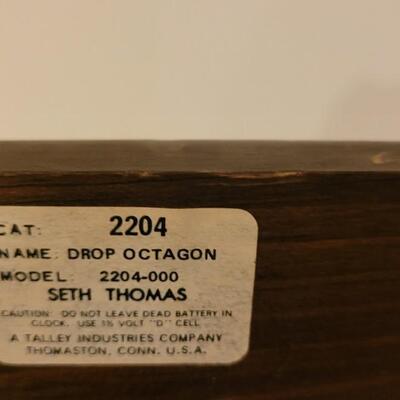 CAT: 2204
NAME: DROP OCTAGON
MODEL: 2204-000
SETH THOMAS
CAUTION: DO NOT LEAVE DEAD BATTERY IN
CLOCK. USE 1½ VOLT "D" CELL
A TALLEY INDUSTRIES COMPANY
THOMASTON, CONN. U.S.A.